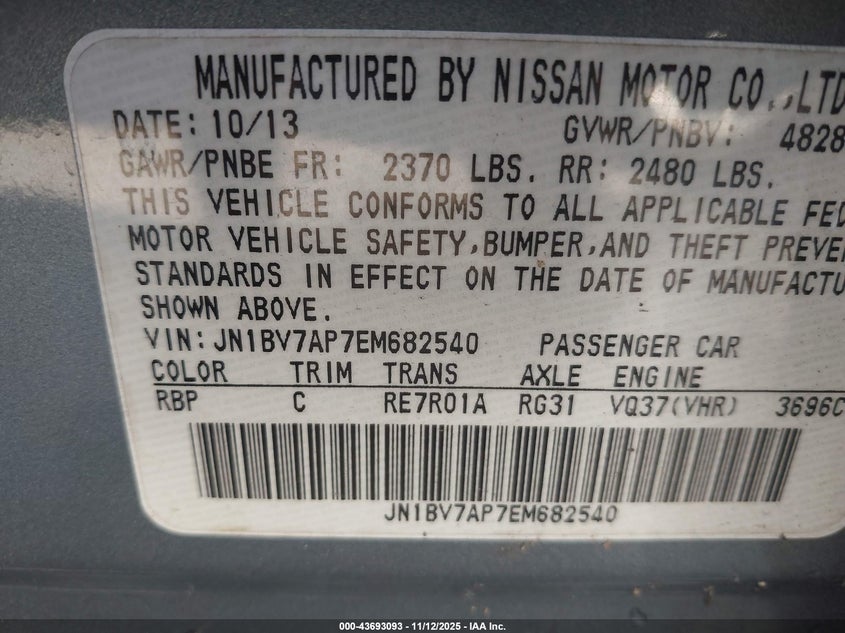 MANUFACTURED BY NISSAN MOTOR CO.,LTD
DATE: 10/13 GVWR/PNBV: 4828
GAWR/PNBE FR: 2370 LBS. RR: 2480 LBS.
THIS VEHICLE CONFORMS TO ALL APPLICABLE FED
MOTOR VEHICLE SAFETY,BUMPER,AND THEFT PREVEN
STANDARDS IN EFFECT ON THE DATE OF MANUFACTU
SHOWN ABOVE.
VIN: JN1BV7AP7EM682540 PASSENGER CAR
COLOR TRIM TRANS AXLE ENGINE
RBP C RE7R01A RG31 VQ37(VHR) 3696C
JN1BV7AP7EM682540
000-43693093 - 11/12/2025 - IAA Inc.